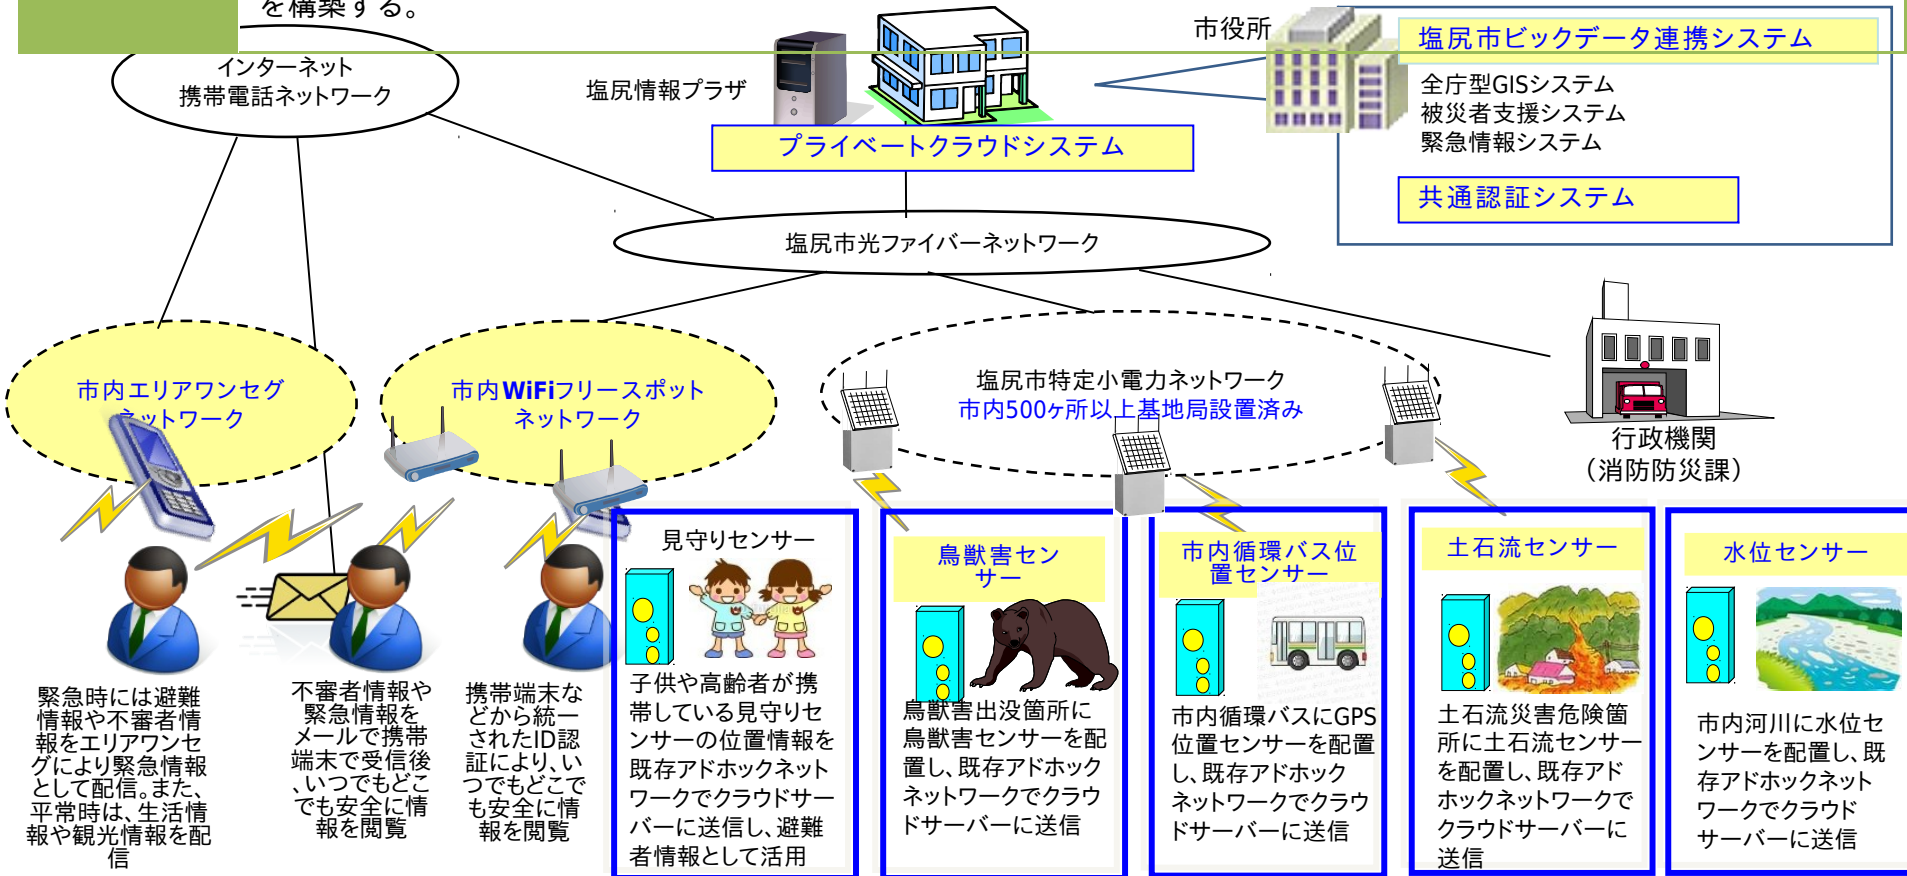 を構築する。
インターネット
携帯電話ネットワーク
塩尻情報プラザ
プライベートクラウドシステム
市役所
塩尻市ビックデータ連携システム
全庁型GISシステム
被災者支援システム
緊急情報システム
共通認証システム
塩尻市光ファイバーネットワーク
市内エリアワンセグ
ネットワーク
市内WiFiフリースポット
ネットワーク
塩尻市特定小電力ネットワーク
市内500ヶ所以上基地局設置済み
行政機関
（消防防災課）
緊急時には避難
情報や不審者情
報をエリアワンセ
グにより緊急情報
として配信。また、
平常時は、生活情
報や観光情報を配
信
不審者情報や
緊急情報を
メールで携帯
端末で受信後
、いつでもどこ
でも安全に情
報を閲覧
携帯端末な
どから統一
されたID認
証により、い
つでもどこで
も安全に情
報を閲覧
見守りセンサー
子供や高齢者が携
帯している見守りセ
ンサーの位置情報を
既存アドホックネット
ワークでクラウドサー
バーに送信し、避難
者情報として活用
鳥獣害セン
サー
鳥獣害出没箇所に
鳥獣害センサーを配
置し、既存アドホック
ネットワークでクラウ
ドサーバーに送信
市内循環バス位
置センサー
市内循環バスにGPS
位置センサーを配置
し、既存アドホック
ネットワークでクラウ
ドサーバーに送信
土石流センサー
土石流災害危険箇
所に土石流センサー
を配置し、既存アド
ホックネットワークで
クラウドサーバーに
送信
水位センサー
市内河川に水位セ
ンサーを配置し、既
存アドホックネット
ワークでクラウド
サーバーに送信